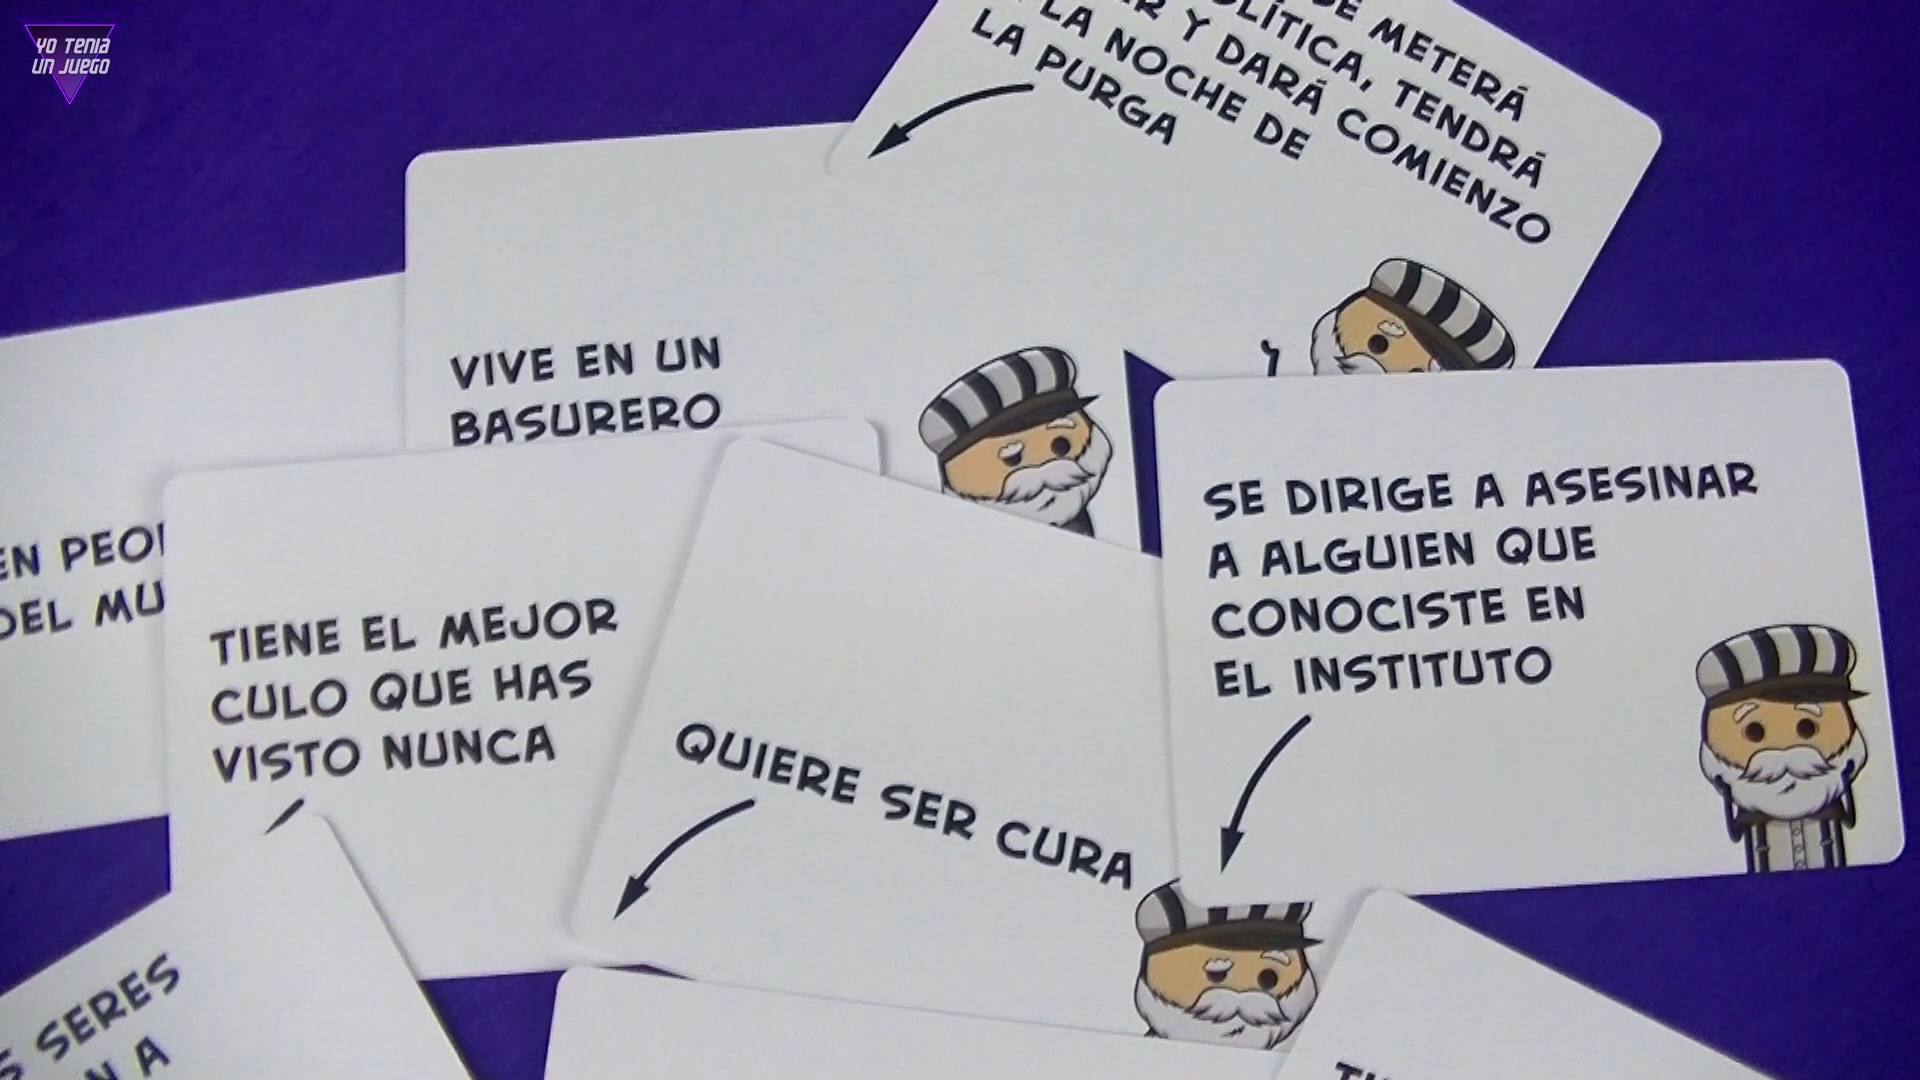 YO TENIA
UN JUEGO
SE METERÁ
Y DARÁ COMIENZO
TENDRÁ
LA NOCHE DE
LA PURGA
VIVE EN UN
BASURERO
DEL
TIENE EL MEJOR
CULO QUE HAS
VISTO NUNCA
QUIERE SER CURA
SE DIRIGE A ASESINAR
A ALGUIEN QUE
CONOCISTE EN
EL INSTITUTO
SERES
A